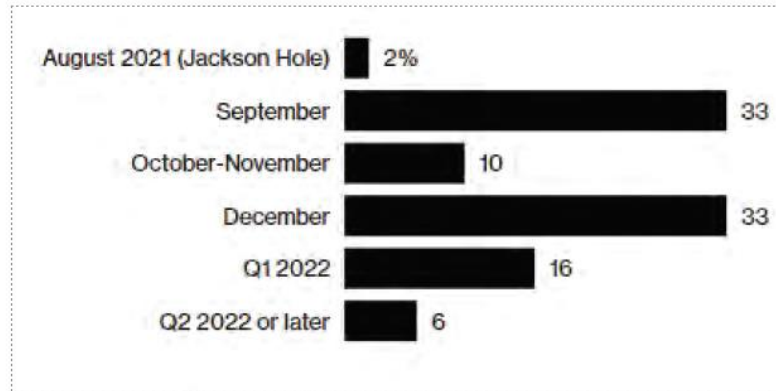 August 2021 (Jackson Hole) 2%
September 33
October-November 10
December 33
Q1 2022 16
Q2 2022 or later 6